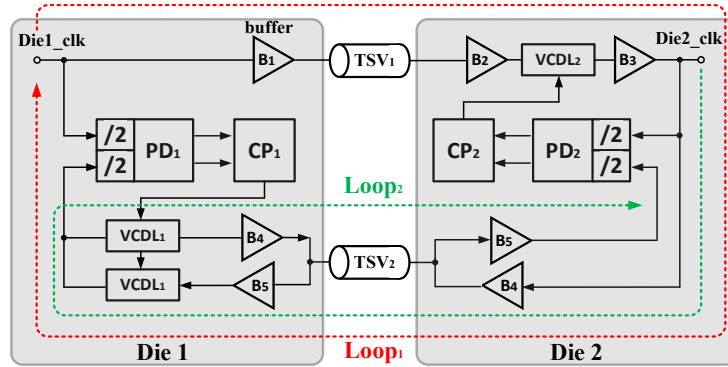 buffer
Die1_clk
Die2_clk
B1
TSV1
B2
VCDL2
B3
/2
/2
PD1
CP1
CP2
PD2
/2
/2
Loop2
VCDL1
B4
B5
TSV2
VCDL1
B5
B4
Die 1
Loop1
Die 2